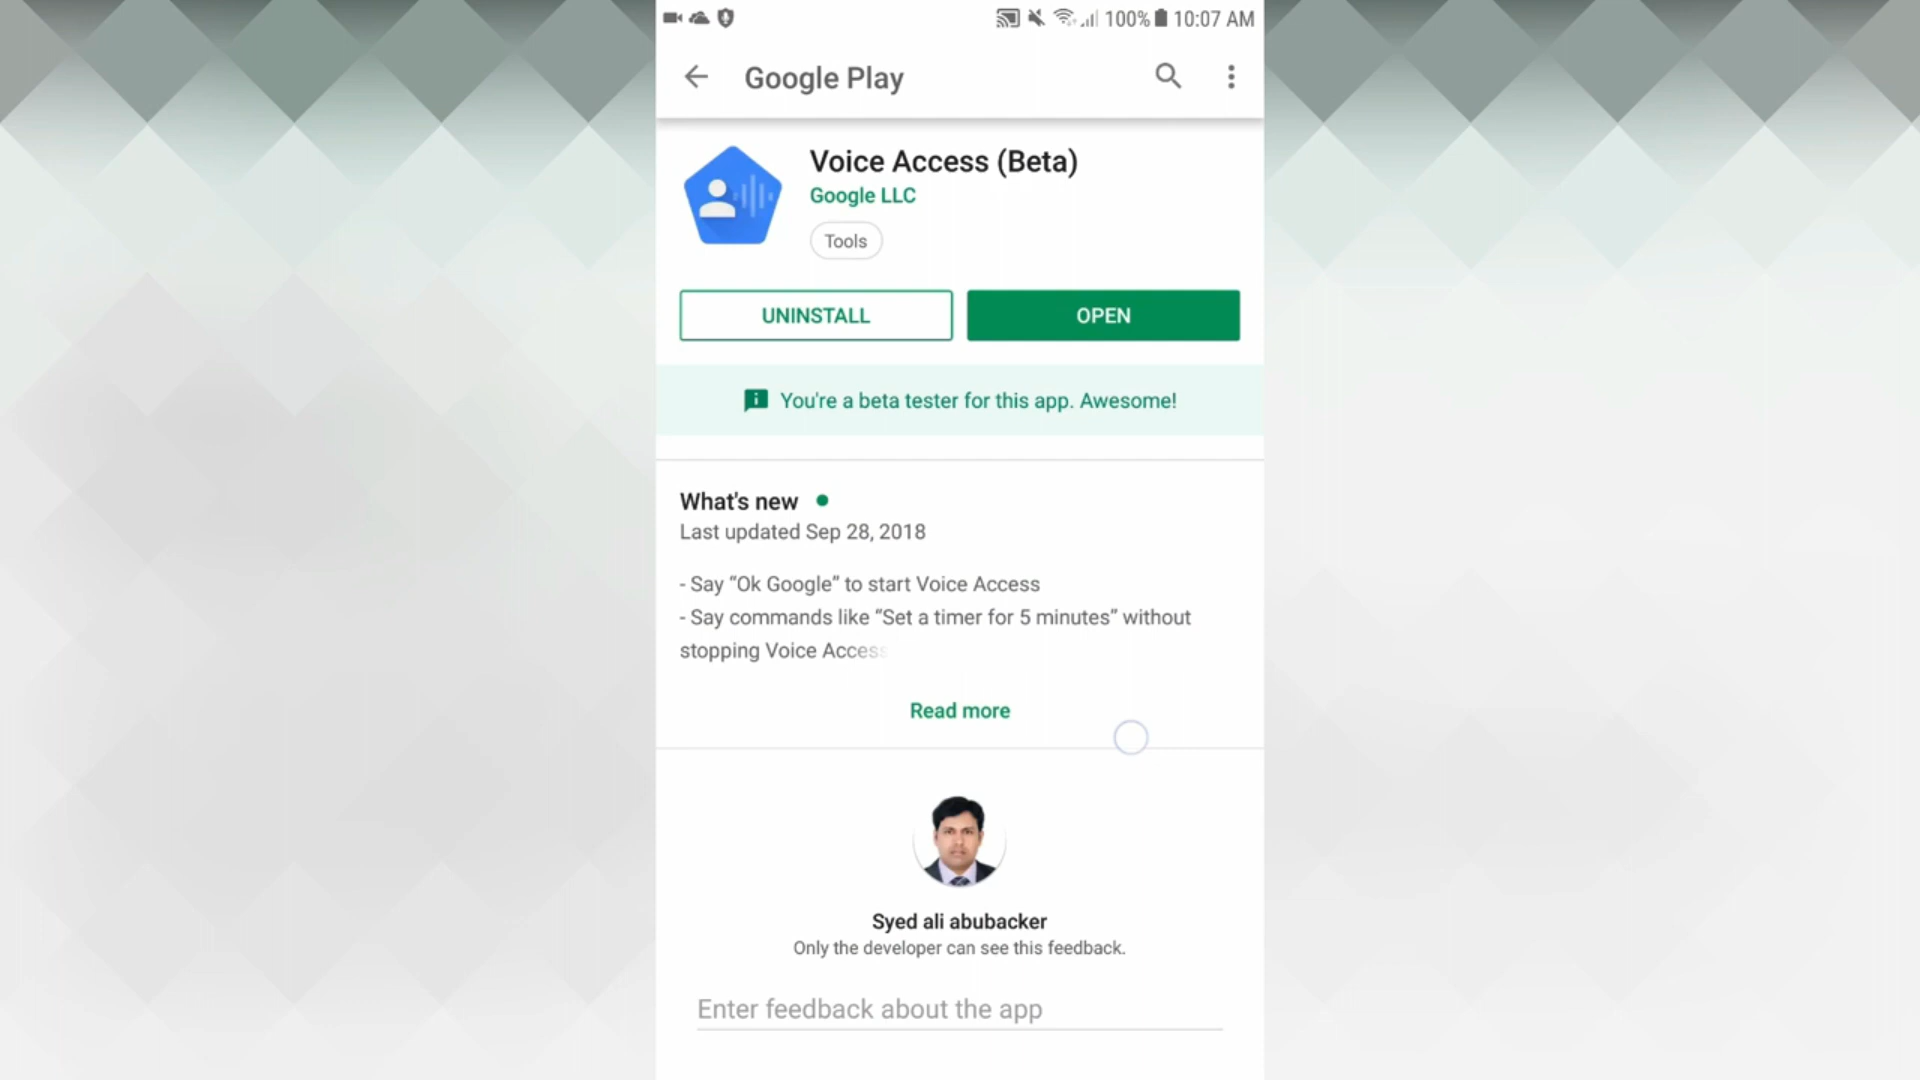 100% 10:07 AM
Google Play
Voice Access (Beta)
Google LLC
Tools
UNINSTALL
OPEN
You're a beta tester for this app. Awesome!
What's new
Last updated Sep 28, 2018
- Say “Ok Google” to start Voice Access
- Say commands like “Set a timer for 5 minutes” without
stopping Voice Access
Read more
Syed ali abubacker
Only the developer can see this feedback.
Enter feedback about the app